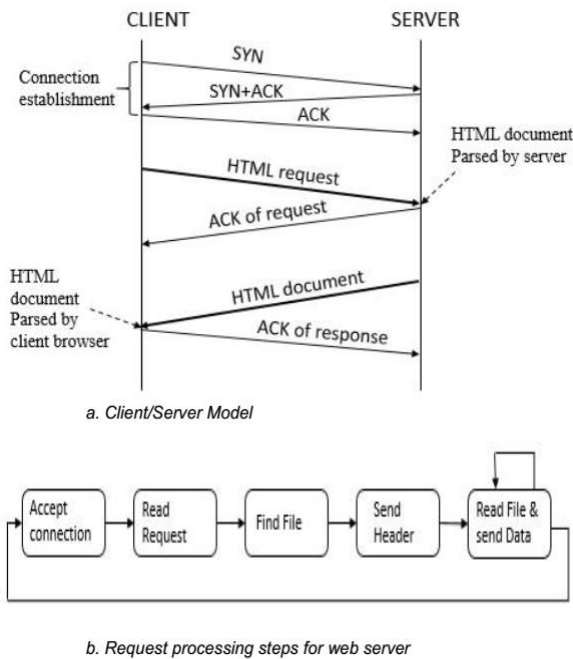 CLIENT
SERVER
SYN
Connection
establishment
SYN+ACK
ACK
HTML document
Parsed by server
HTML request
ACK of request
HTML
document
Parsed by
client browser
HTML document
ACK of response
a. Client/Server Model
Accept
connection
Read
Request
Find File
Send
Header
Read File &
send Data
b. Request processing steps for web server